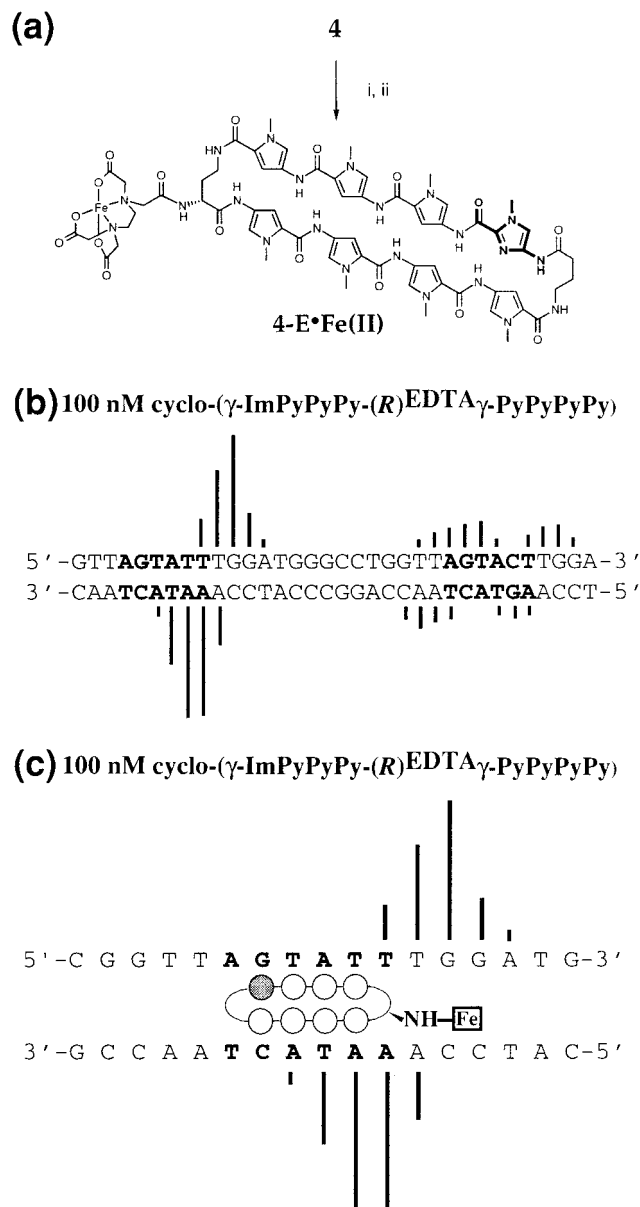 (a)
4
i, ii
4-E•Fe(II)
(b) 100 nM cyclo-(γ-ImPyPyPy-(R)EDTAγ-PyPyPyPy)
5′-GTTAGTATTTGGATGGGCCTGGTTAGTACTTGGA-3′
3′-CAATCATAAACCTACCCGGACCAATCATGAACCT-5′
(c) 100 nM cyclo-(γ-ImPyPyPy-(R)EDTAγ-PyPyPyPy)
5'-C G G T T A G T A T T T G G A T G-3'
NH-Fe
3'-G C C A A T C A T A A A C C T A C-5'